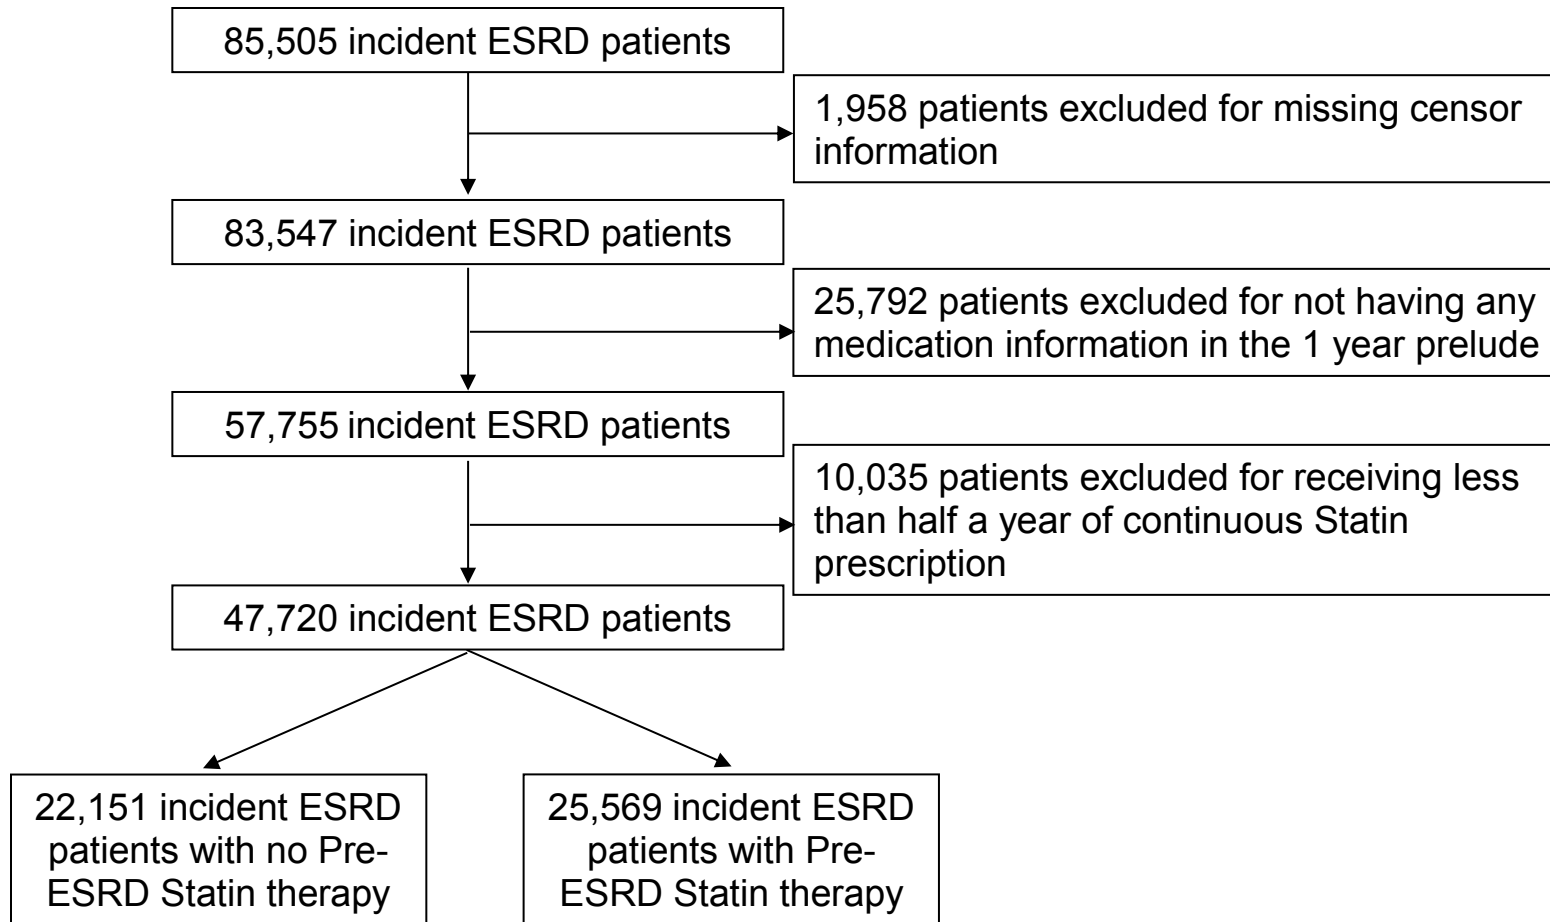 85,505 incident ESRD patients
1,958 patients excluded for missing censor
information
83,547 incident ESRD patients
25,792 patients excluded for not having any
medication information in the 1 year prelude
57,755 incident ESRD patients
10,035 patients excluded for receiving less
than half a year of continuous Statin
prescription
47,720 incident ESRD patients
22,151 incident ESRD
patients with no Pre-
ESRD Statin therapy
25,569 incident ESRD
patients with Pre-
ESRD Statin therapy